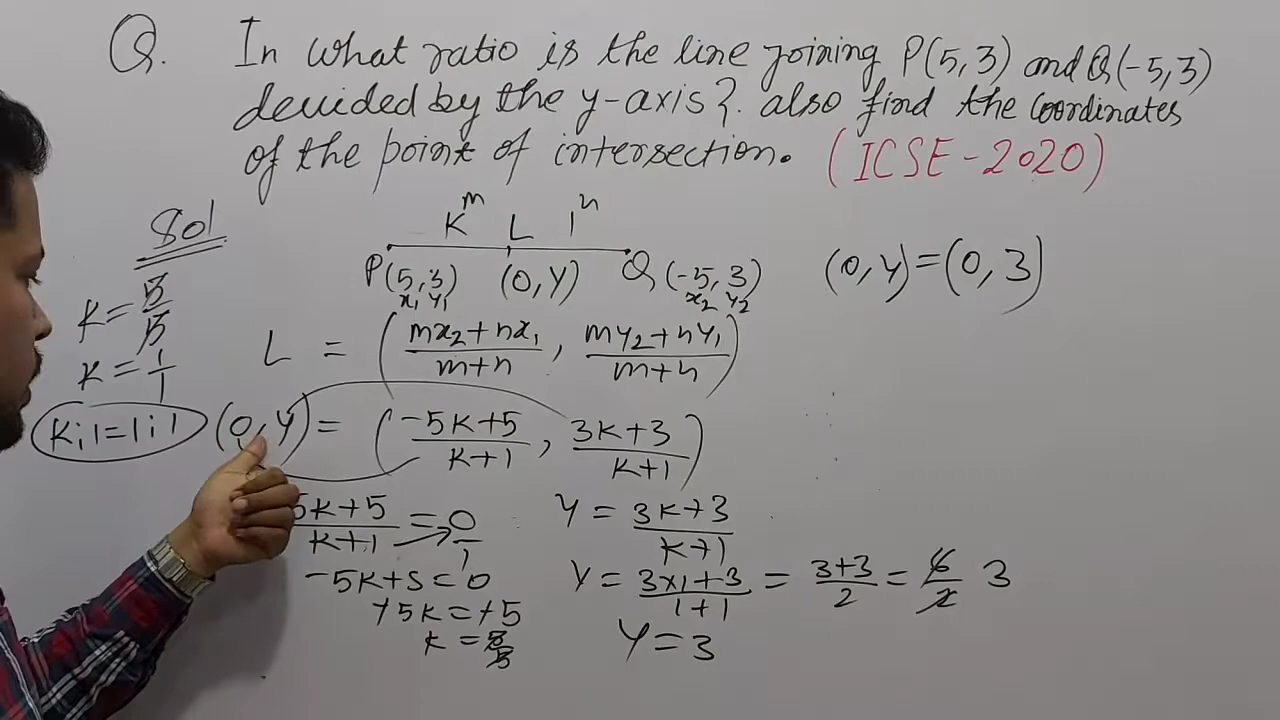 Q. In what ratio is the line joining P(5,3) and Q(-5,3)
decided by the y-axis?. also find the coordinates
of the point of intersection. (ICSE-2020)
Sol
K m L 1 n
P(5,3) (0,Y) Q(-5,3)
x₁ Y₁ x₂ Y₂
(0,Y)=(0,3)
K=5/5
K=1/1
K:1=1:1
L = (mx₂+nx₁/m+n, my₂+ny₁/m+n)
(0,Y)= (-5K+5/K+1, 3K+3/K+1)
5K+5/K+1 = 0/1
-5K+5=0
+5K=+5
K=5/5
Y = 3K+3/K+1
Y = 3×1+3/1+1 = 3+3/2 = 6/2 3
Y=3